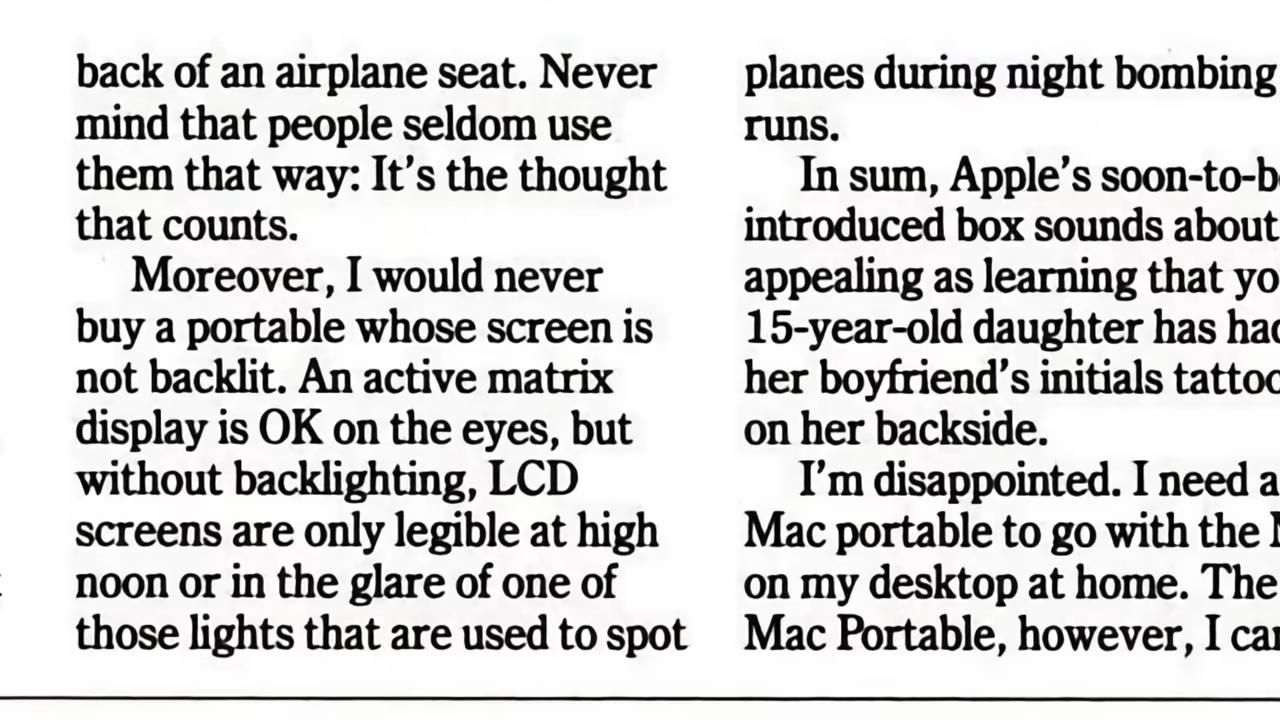 back of an airplane seat. Never
mind that people seldom use
them that way: It's the thought
that counts.
Moreover, I would never
buy a portable whose screen is
not backlit. An active matrix
display is OK on the eyes, but
without backlighting, LCD
screens are only legible at high
noon or in the glare of one of
those lights that are used to spot
planes during night bombing
runs.
In sum, Apple's soon-to-b
introduced box sounds about
appealing as learning that yo
15-year-old daughter has ha
her boyfriend's initials tattoo
on her backside.
I'm disappointed. I need a
Mac portable to go with the
on my desktop at home. The
Mac Portable, however, I ca